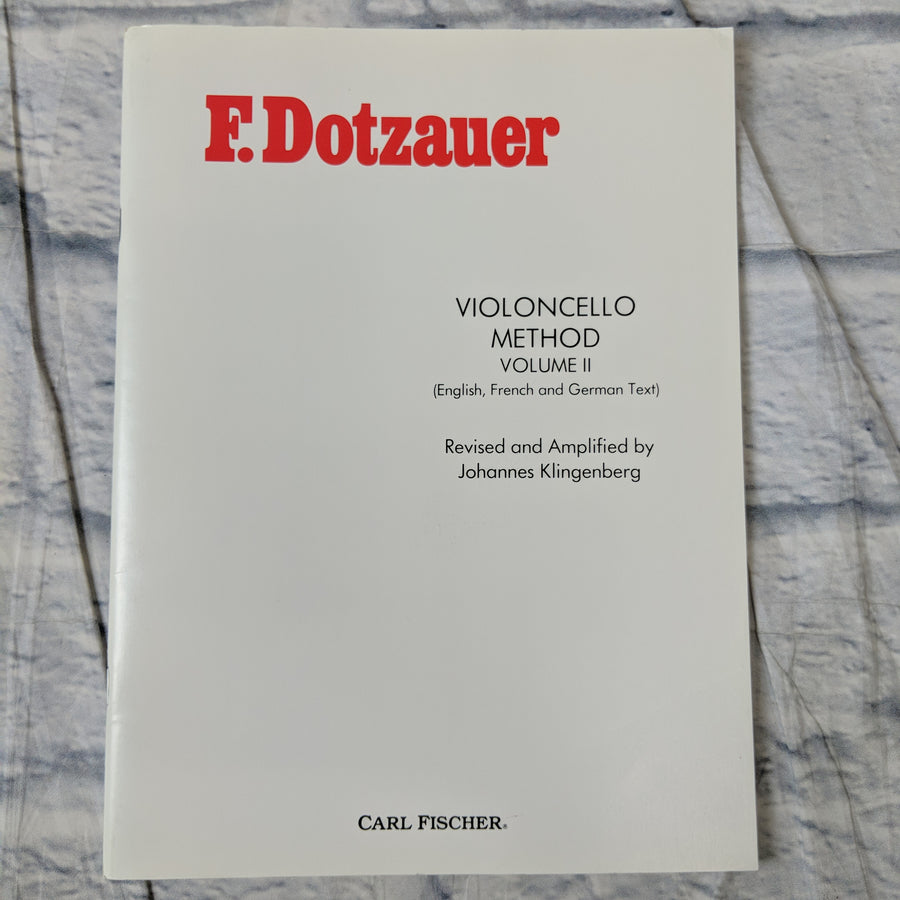 F. Dotzauer
VIOLONCELLO
METHOD
VOLUME II
(English, French and German Text)
Revised and Amplified by
Johannes Klingenberg
CARL FISCHER®